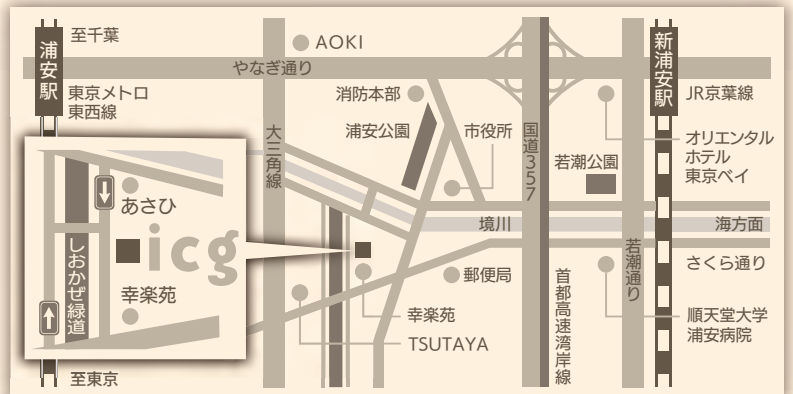 至千葉
浦安駅
東京メトロ
東西線
AOKI
やなぎ通り
消防本部
浦安公園
市役所
大三角線
国道357
若潮公園
新浦安駅
JR京葉線
オリエンタル
ホテル
東京ベイ
境川
海方面
若潮通り
さくら通り
郵便局
首都高速湾岸線
順天堂大学
浦安病院
幸楽苑
TSUTAYA
あさひ
icg
しおかぜ緑道
幸楽苑
至東京